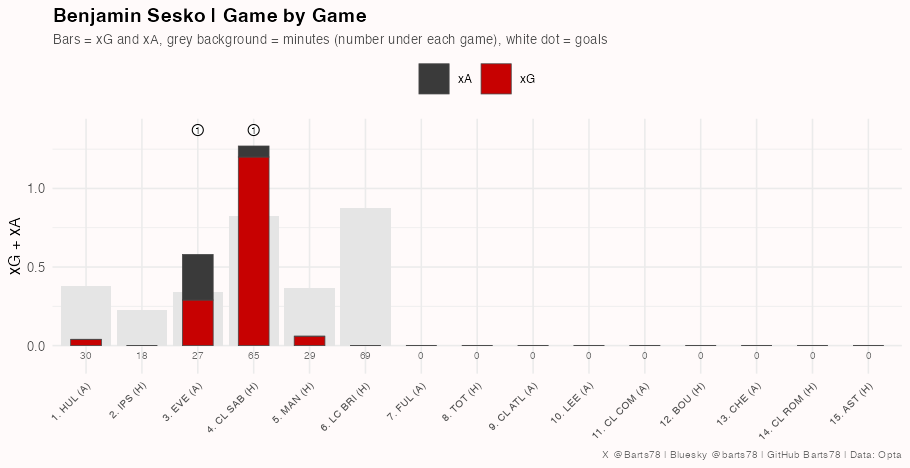 Benjamin Sesko | Game by Game
Bars = xG and xA, grey background = minutes (number under each game), white dot = goals
xA xG
1 1
xG + xA
1.0
0.5
0.0
30 18 27 65 29 69 0 0 0 0 0 0 0 0 0
1. HUL (A) 2. IPS (H) 3. EVE (A) 4. CL SAB (H) 5. MAN (H) 6. LC BRI (H) 7. FUL (A) 8. TOT (H) 9. CL ATL (A) 10. LEE (A) 11. CL COM (A) 12. BOU (H) 13. CHE (A) 14. CL ROM (H) 15. AST (H)
X @Barts78 | Bluesky @barts78 | GitHub Barts78 | Data: Opta